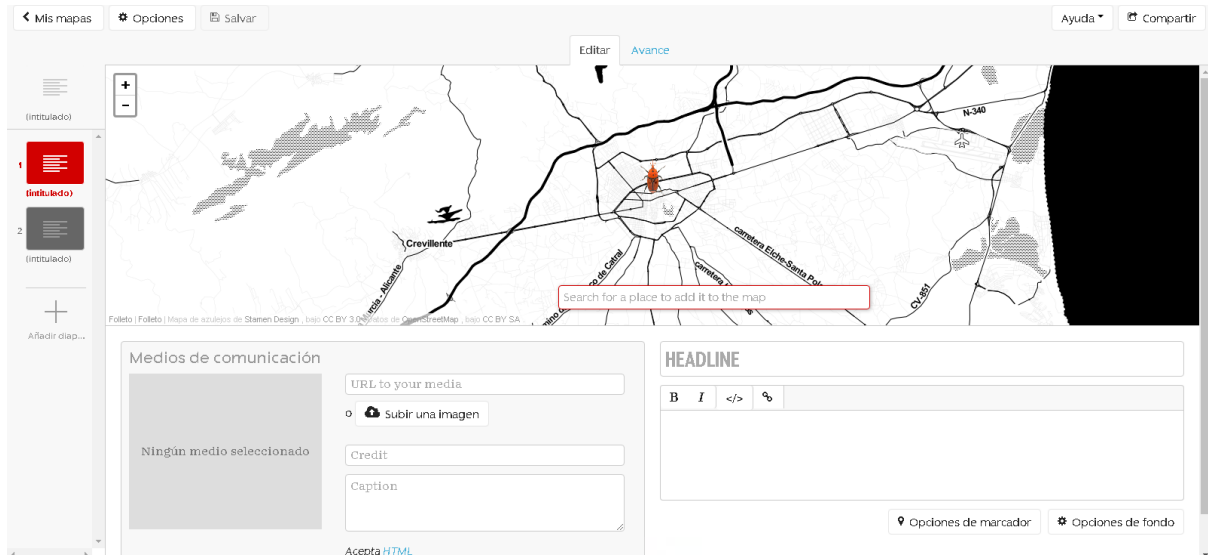 Mis mapas
Opciones
Salvar
Ayuda
Compartir
Editar
Avance
(intitulado)
1
(intitulado)
2
(intitulado)
Añadir diap...
+
-
N-340
Crevillente
carretera Elche-Santa Pol
CV-851
Search for a place to add it to the map
Folleto | Folleto | Mapa de azulejos de Stamen Design , bajo CC BY 3.0 datos de OpenStreetMap , bajo CC BY SA
Medios de comunicación
Ningún medio seleccionado
URL to your media
o Subir una imagen
Credit
Caption
Acepta HTML
HEADLINE
B I </>
Opciones de marcador
Opciones de fondo